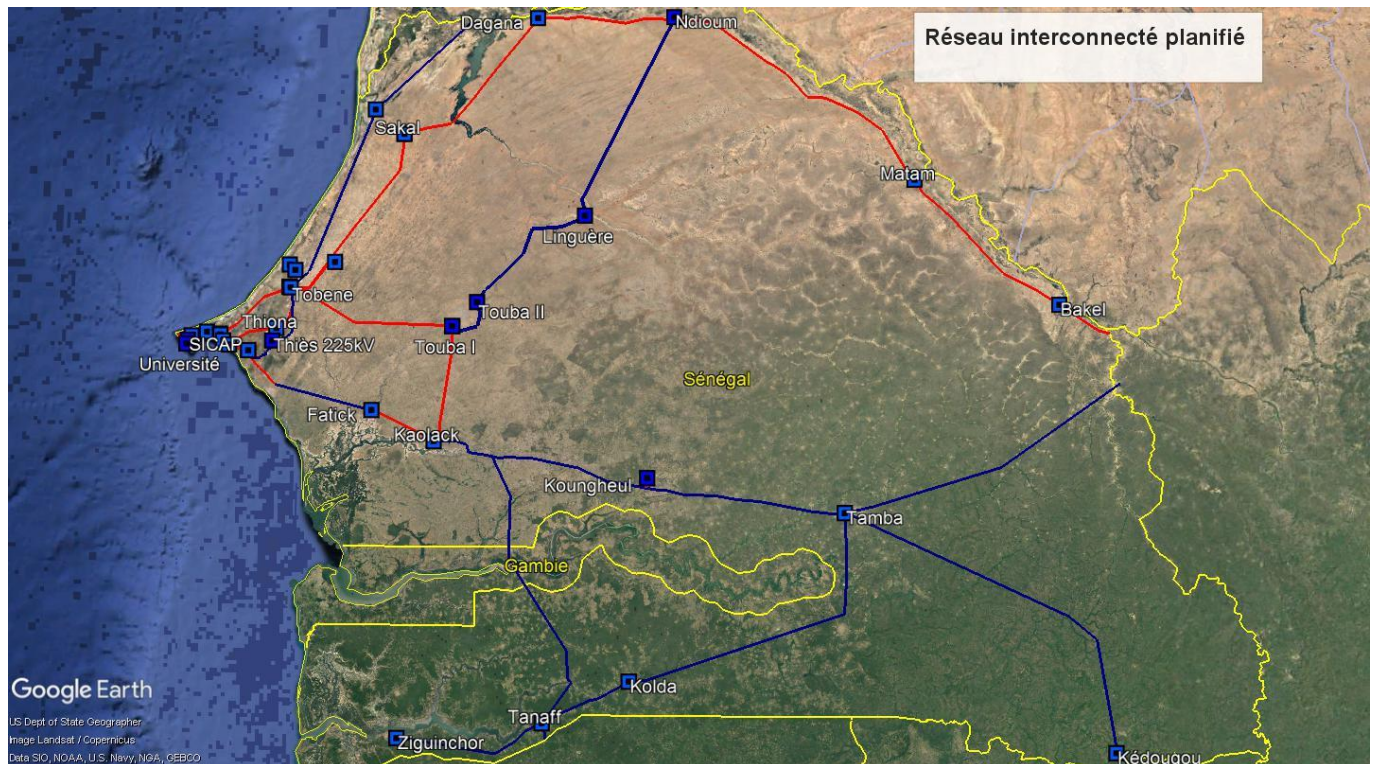 Dagana
Ndioum
Réseau interconnecté planifié
Sakal
Matam
Linguère
Tobene
Bakel
Touba II
Thiona
SICAP
Thiès 225kV
Touba I
Université
Sénégal
Fatick
Kaolack
Koungheul
Tamba
Gambie
Kolda
Google Earth
Tanaff
US Dept of State Geographer
Ziguinchor
Image Landsat / Copernicus
Kédougou
Data SIO, NOAA, U.S. Navy, NGA, GEBCO